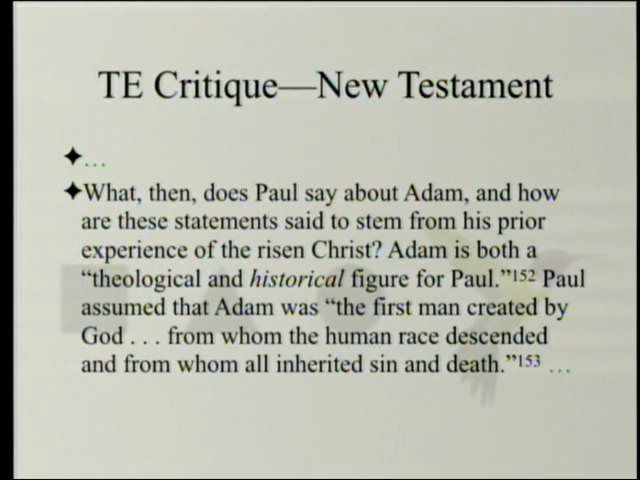 TE Critique—New Testament
✦…
✦What, then, does Paul say about Adam, and how
are these statements said to stem from his prior
experience of the risen Christ? Adam is both a
“theological and historical figure for Paul.”152 Paul
assumed that Adam was “the first man created by
God . . . from whom the human race descended
and from whom all inherited sin and death.”153 …